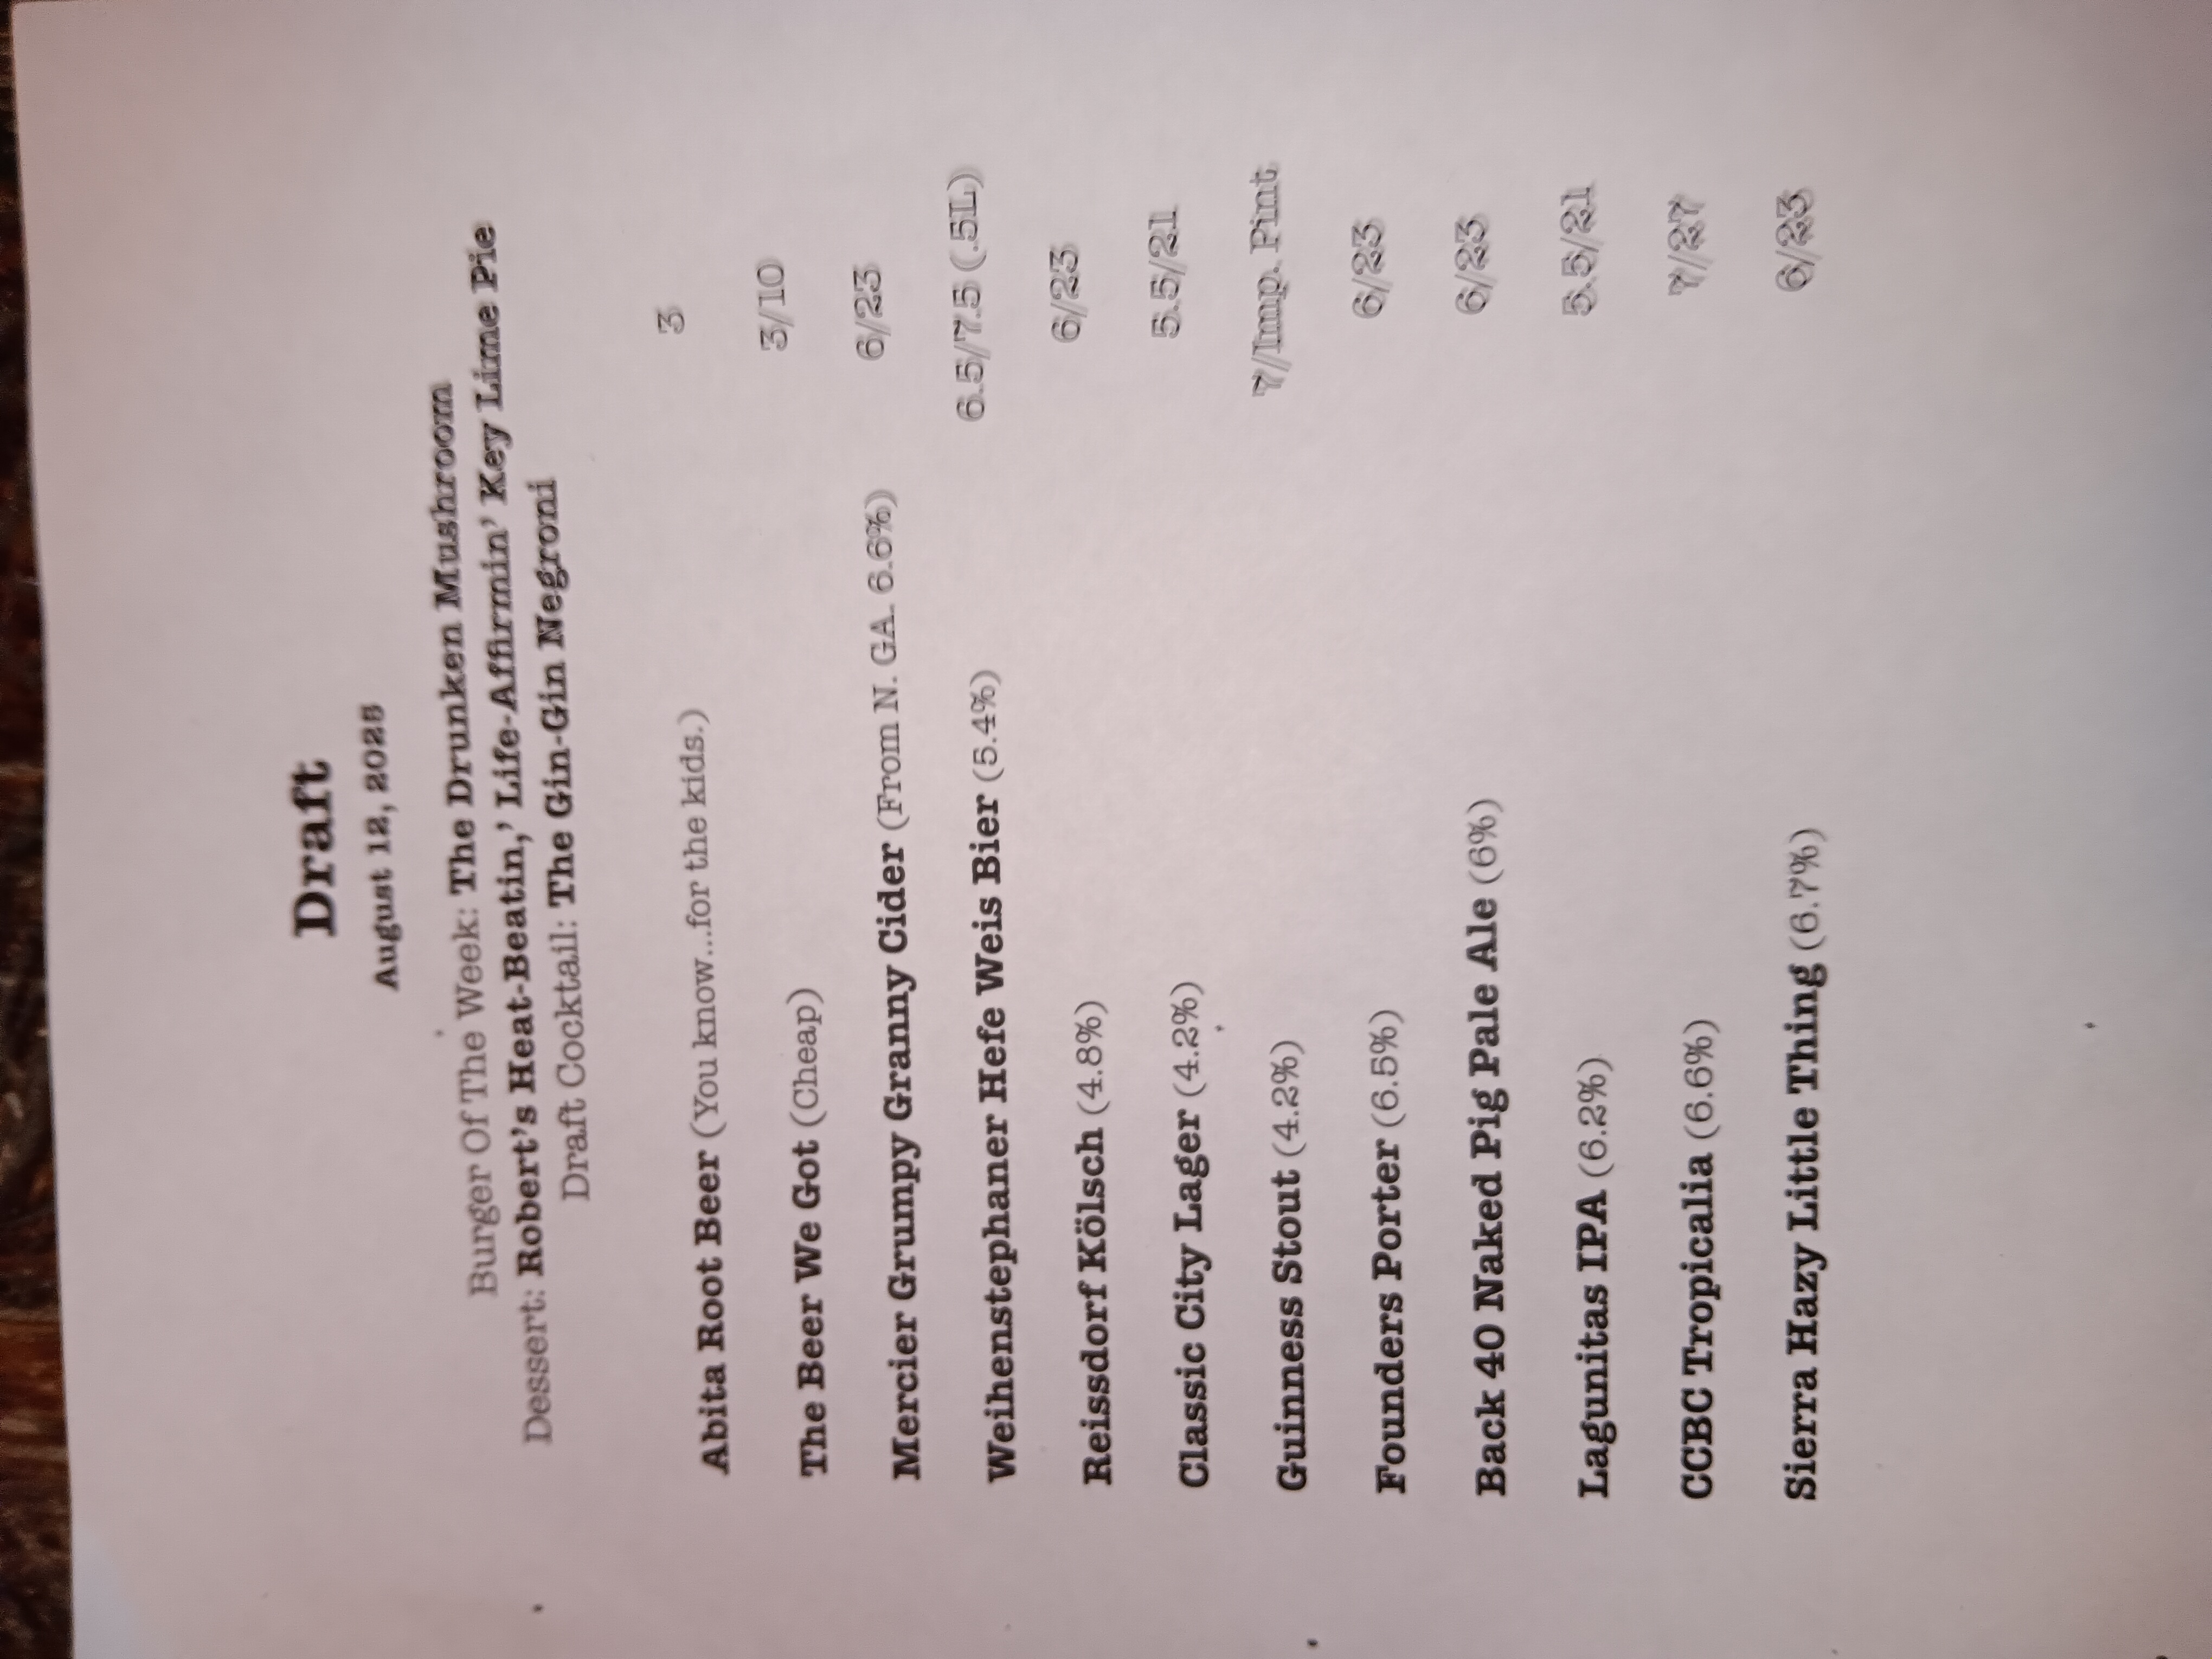 Draft
August 12, 2025
Burger Of The Week: The Drunken Mushroom
Dessert: Robert's Heat-Beatin,' Life-Affirmin' Key Lime Pie
Draft Cocktail: The Gin-Gin Negroni
Abita Root Beer (You know...for the kids.) 3
The Beer We Got (Cheap) 3/10
Mercier Grumpy Granny Cider (From N. GA. 6.6%) 6/23
Weihenstephaner Hefe Weis Bier (5.4%) 6.5/7.5 (.5L)
Reissdorf Kölsch (4.8%) 6/23
Classic City Lager (4.2%) 5.5/21
Guinness Stout (4.2%) 7/Imp. Pint
Founders Porter (6.5%) 6/23
Back 40 Naked Pig Pale Ale (6%) 6/23
Lagunitas IPA (6.2%) 5.5/21
CCBC Tropicalia (6.6%) 7/27
Sierra Hazy Little Thing (6.7%) 6/23